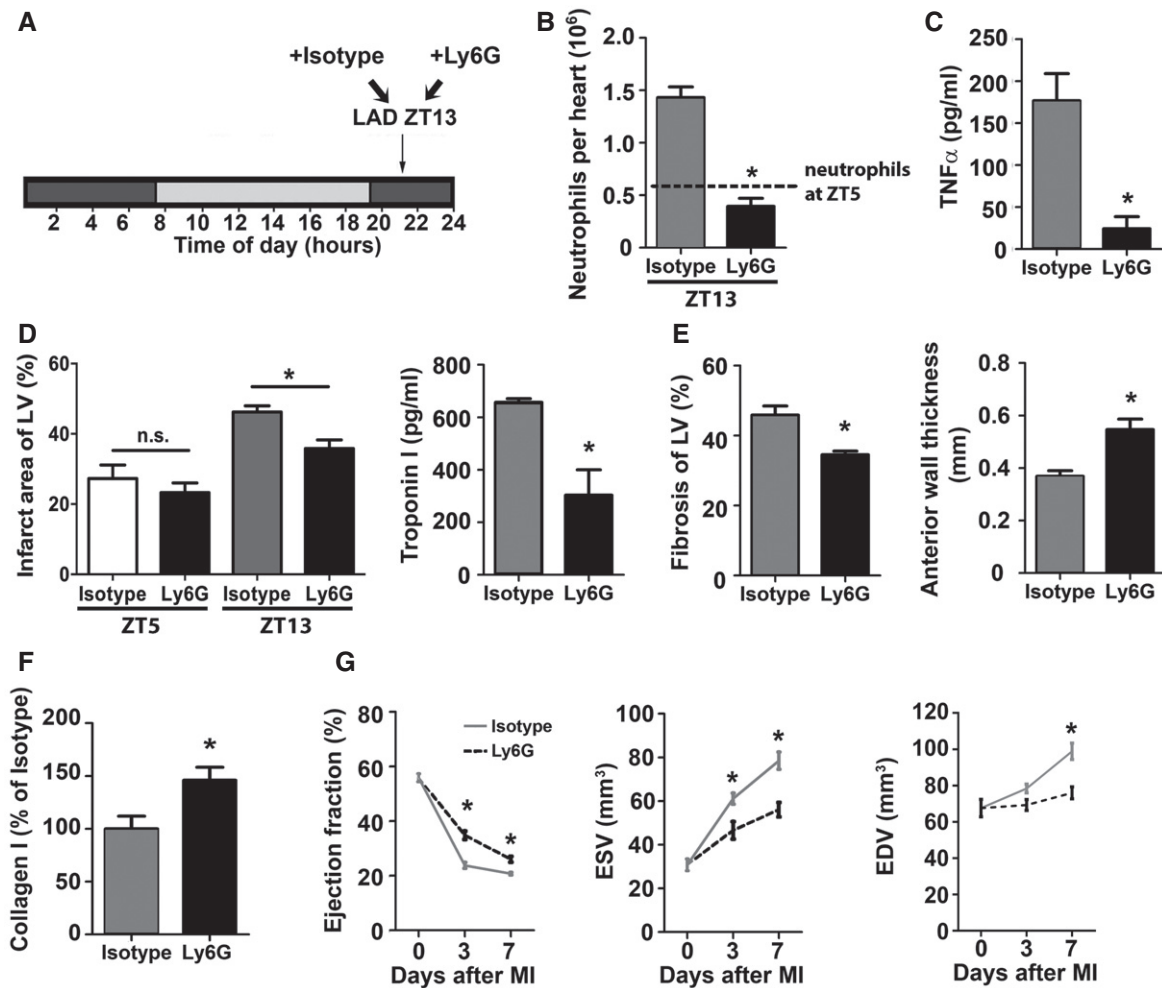 A
+Isotype +Ly6G
LAD ZT13
2 4 6 8 10 12 14 16 18 20 22 24
Time of day (hours)
B
Neutrophils per heart (10⁶)
2.0
1.5
1.0
0.5
0
*
neutrophils
at ZT5
Isotype Ly6G
ZT13
C
TNFα (pg/ml)
250
200
150
100
50
0
*
Isotype Ly6G
D
Infarct area of LV (%)
60
40
20
0
n.s.
*
Isotype Ly6G Isotype Ly6G
ZT5 ZT13
Troponin I (pg/ml)
800
600
400
200
0
*
Isotype Ly6G
E
Fibrosis of LV (%)
60
40
20
0
*
Isotype Ly6G
Anterior wall thickness
(mm)
0.8
0.6
0.4
0.2
0
*
Isotype Ly6G
F
Collagen I (% of Isotype)
200
150
100
50
0
*
Isotype Ly6G
G
Ejection fraction (%)
80
60
40
20
0
Isotype
Ly6G
* *
0 3 7
Days after MI
ESV (mm³)
100
80
60
40
20
0
* *
0 3 7
Days after MI
EDV (mm³)
120
100
80
60
40
20
0
*
0 3 7
Days after MI